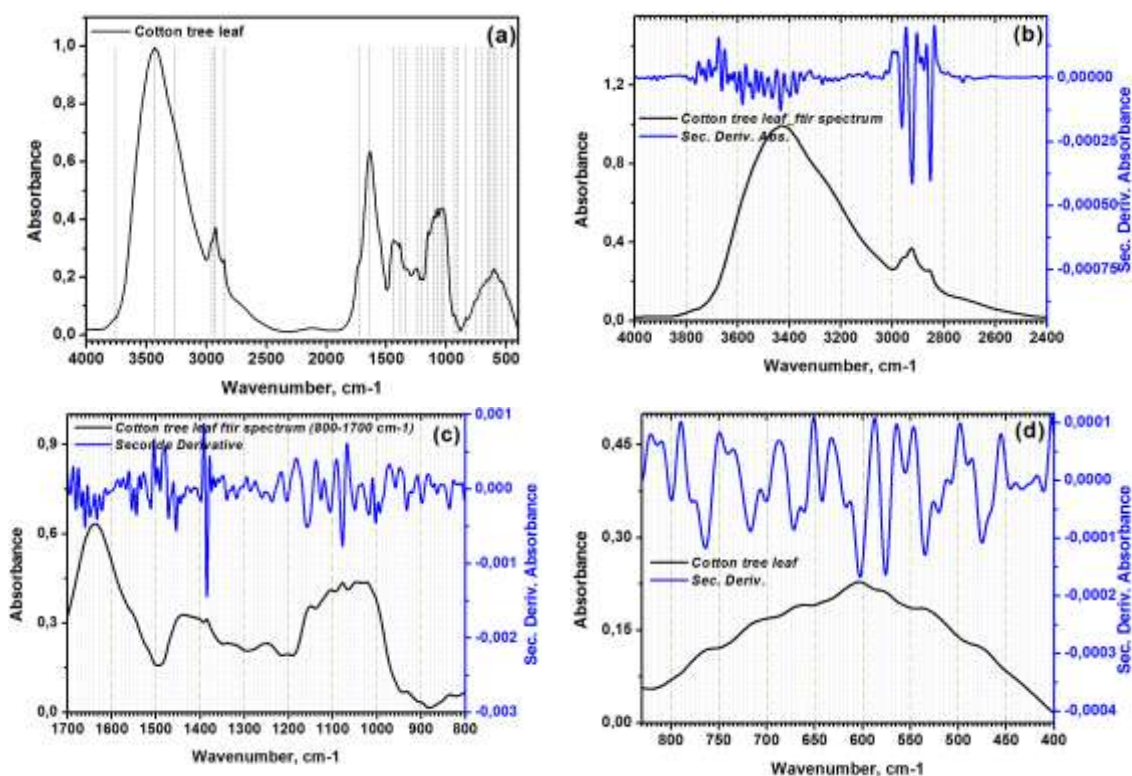 Cotton tree leaf
(a)
1,0
0,8
0,6
0,4
0,2
0,0
Absorbance
4000 3500 3000 2500 2000 1500 1000 500
Wavenumber, cm-1
(b)
1,2
0,8
0,4
0,0
Absorbance
Cotton tree leaf_ftir spectrum
Sec. Deriv. Abs.
0,00000
-0,00025
-0,00050
-0,00075
Sec. Deriv. Absorbance
4000 3800 3600 3400 3200 3000 2800 2600 2400
Wavenumber, cm-1
Cotton tree leaf ftir spectrum (800-1700 cm-1)
Seconde Derivative
(c)
0,9
0,6
0,3
0,0
Absorbance
0,001
0,000
-0,001
-0,002
-0,003
Sec. Deriv. Absorbance
1700 1600 1500 1400 1300 1200 1100 1000 900 800
Wavenumber, cm-1
(d)
0,45
0,30
0,15
0,00
Absorbance
Cotton tree leaf
Sec. Deriv.
0,0001
0,0000
-0,0001
-0,0002
-0,0003
-0,0004
Sec. Deriv. Absorbance
800 750 700 650 600 550 500 450 400
Wavenumber, cm-1